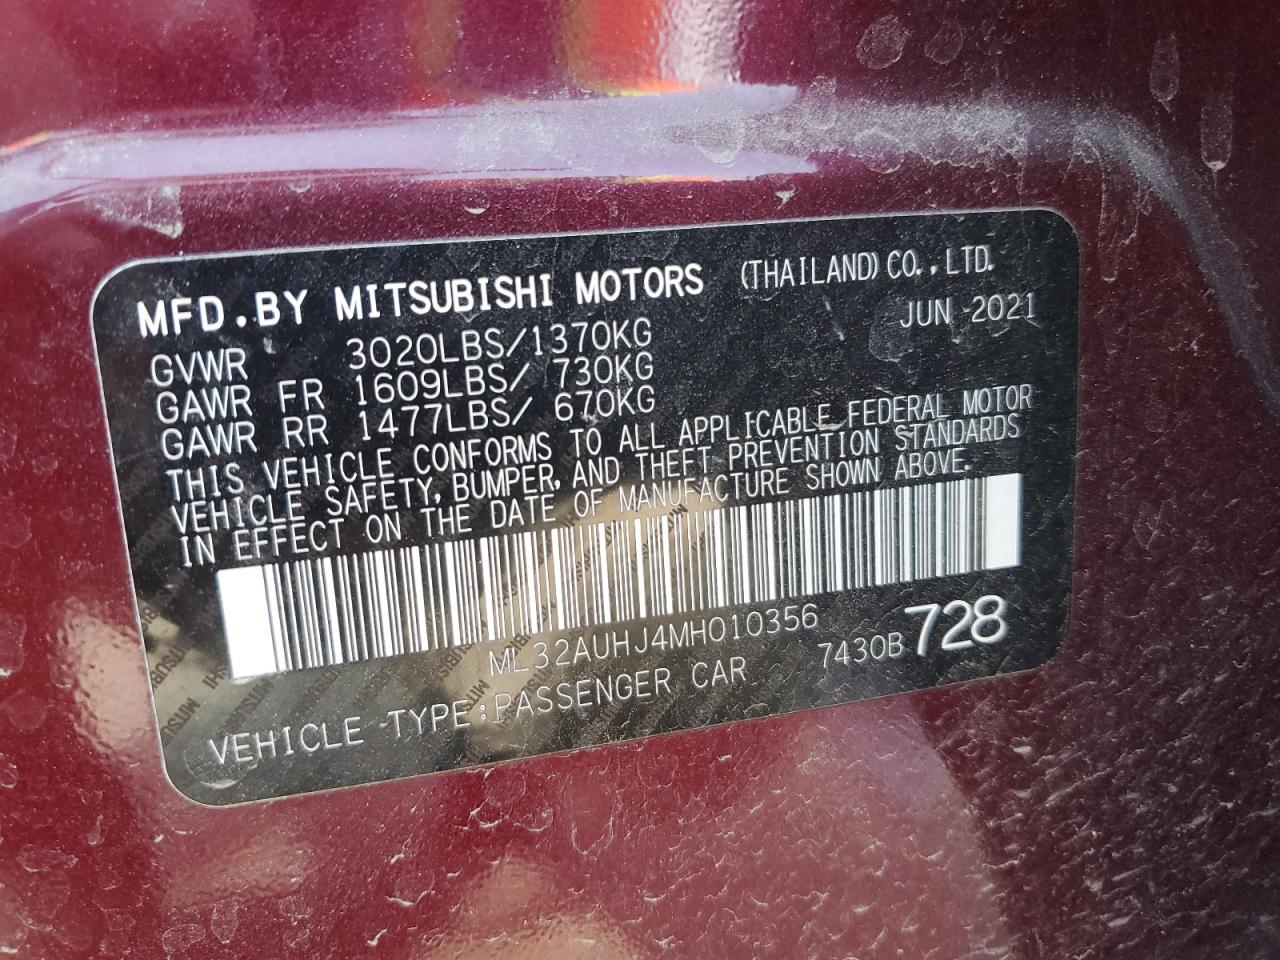 MFD.BY MITSUBISHI MOTORS (THAILAND) CO., LTD.
GVWR 3020LBS/1370KG JUN 2021
GAWR FR 1609LBS/ 730KG
GAWR RR 1477LBS/ 670KG
THIS VEHICLE CONFORMS TO ALL APPLICABLE FEDERAL MOTOR
VEHICLE SAFETY, BUMPER, AND THEFT PREVENTION STANDARDS
IN EFFECT ON THE DATE OF MANUFACTURE SHOWN ABOVE.
ML32AUHJ4MH010356
7430B 728
VEHICLE TYPE:PASSENGER CAR